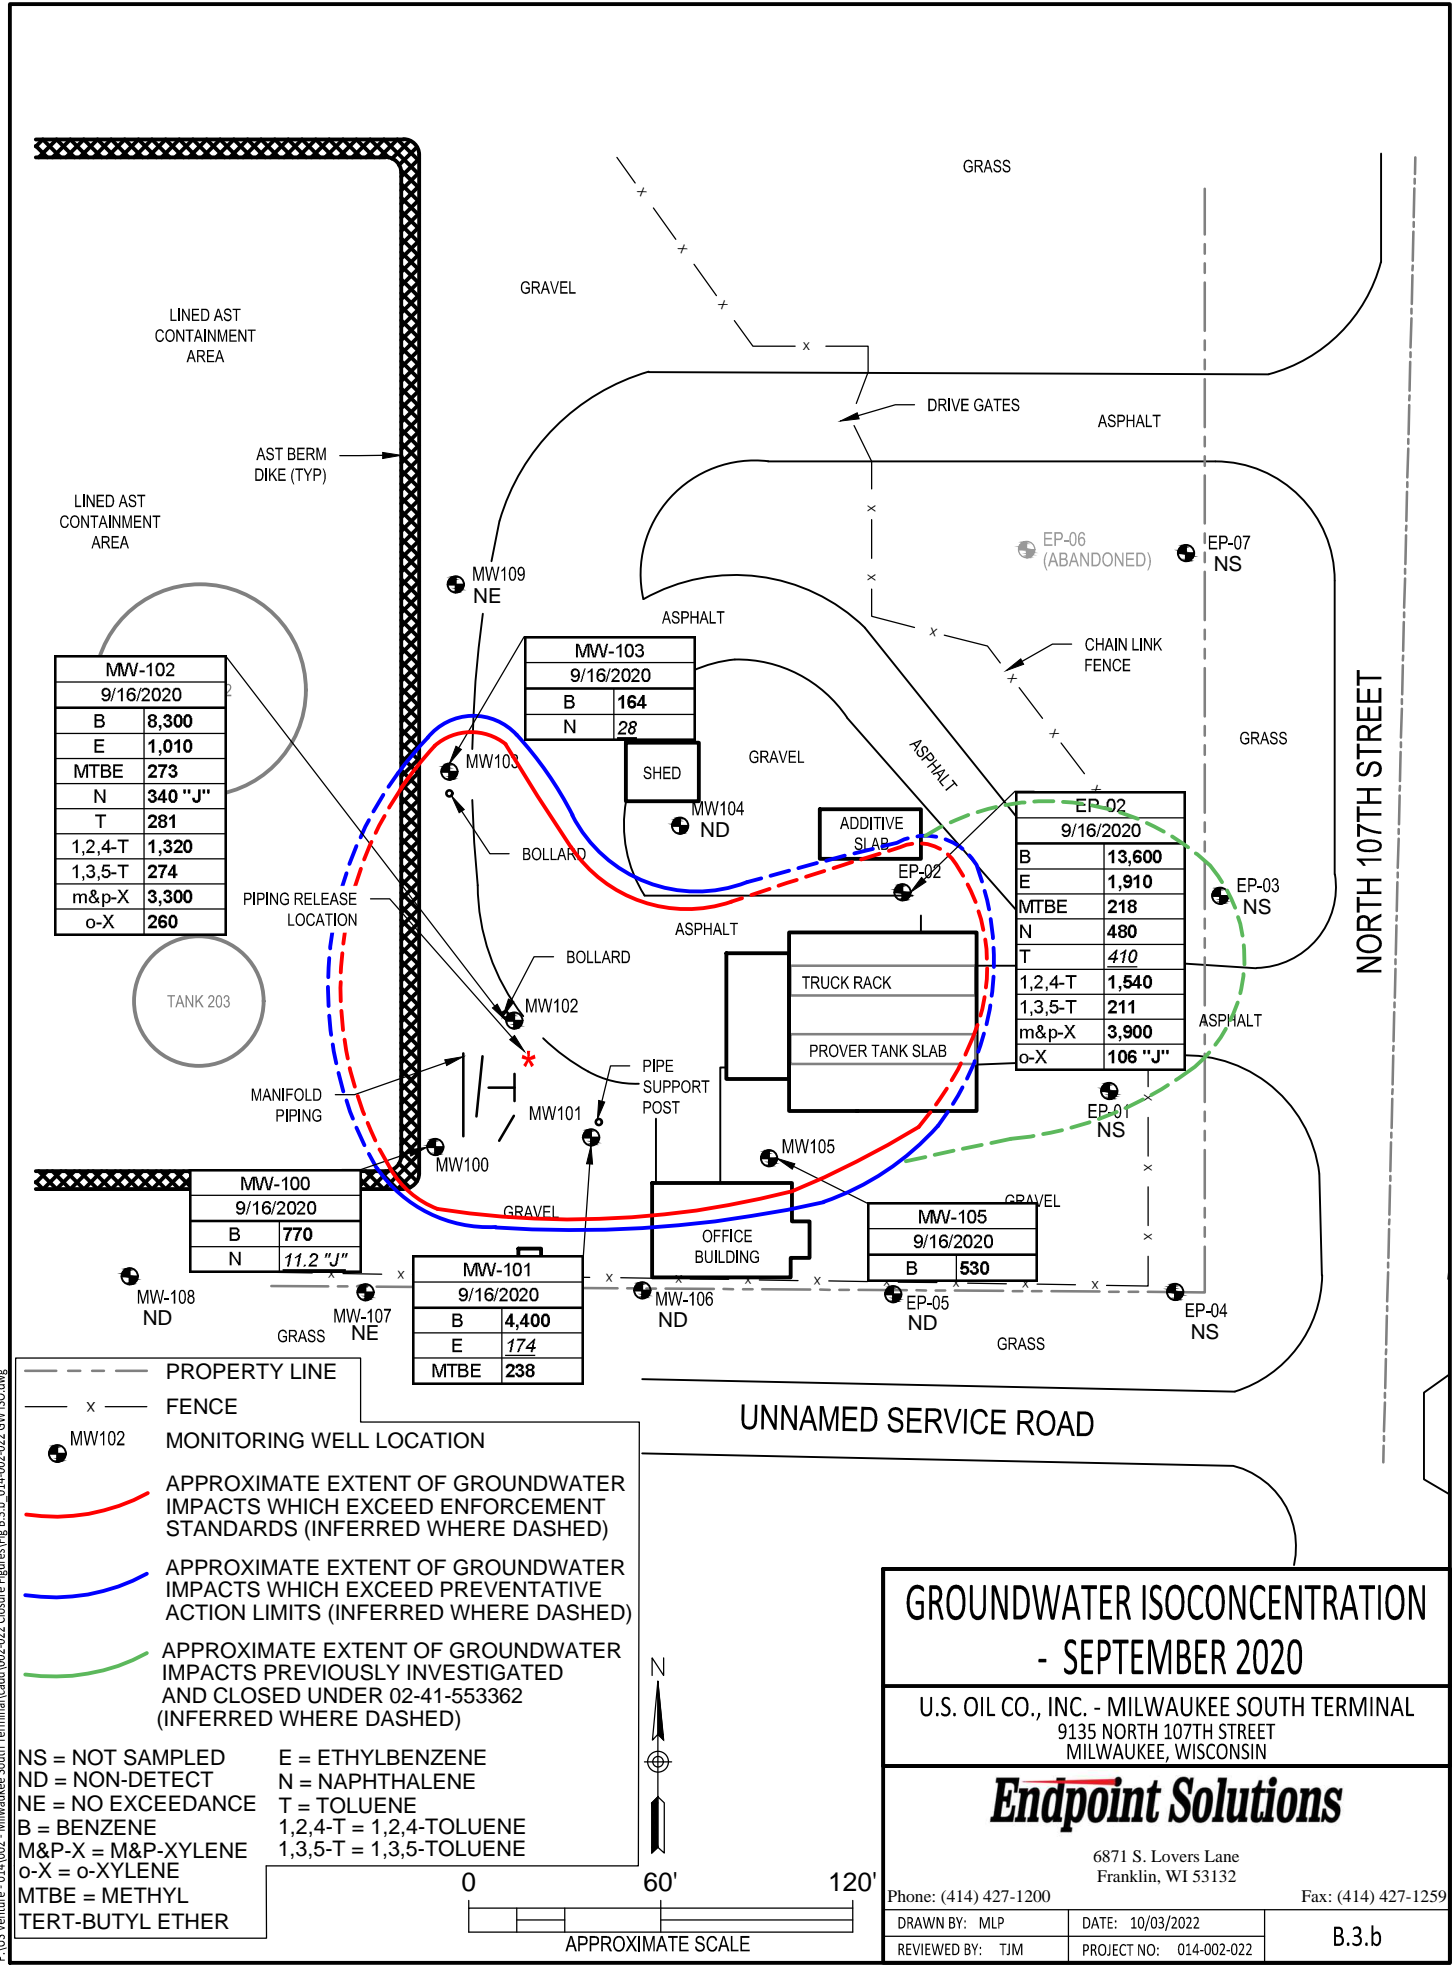 GRASS
GRAVEL
LINED AST
CONTAINMENT
AREA
DRIVE GATES
ASPHALT
AST BERM
DIKE (TYP)
LINED AST
CONTAINMENT
AREA
EP-06
(ABANDONED)
EP-07
NS
MW109
NE
ASPHALT
CHAIN LINK
FENCE
MW-102
9/16/2020
B 8,300
E 1,010
MTBE 273
N 340 "J"
T 281
1,2,4-T 1,320
1,3,5-T 274
m&p-X 3,300
o-X 260
2
MW-103
9/16/2020
B 164
N 28
NORTH 107TH STREET
GRASS
GRAVEL
ASPHALT
MW103
SHED
MW104
ND
ADDITIVE
SLAB
BOLLARD
EP-02
EP-02
9/16/2020
B 13,600
E 1,910
MTBE 218
N 480
T 410
1,2,4-T 1,540
1,3,5-T 211
m&p-X 3,900
o-X 106 "J"
EP-03
NS
PIPING RELEASE
LOCATION
ASPHALT
BOLLARD
TRUCK RACK
TANK 203
MW102
ASPHALT
PROVER TANK SLAB
*
PIPE
SUPPORT
POST
MANIFOLD
PIPING
MW101
EP-01
NS
MW105
MW100
MW-100
9/16/2020
B 770
N 11.2 "J"
GRAVEL
GRAVEL
OFFICE
BUILDING
MW-105
9/16/2020
B 530
MW-101
9/16/2020
B 4,400
E 174
MTBE 238
MW-108
ND
MW-107
NE
MW-106
ND
EP-05
ND
EP-04
NS
GRASS
GRASS
UNNAMED SERVICE ROAD
PROPERTY LINE
x FENCE
MW102 MONITORING WELL LOCATION
APPROXIMATE EXTENT OF GROUNDWATER
IMPACTS WHICH EXCEED ENFORCEMENT
STANDARDS (INFERRED WHERE DASHED)
APPROXIMATE EXTENT OF GROUNDWATER
IMPACTS WHICH EXCEED PREVENTATIVE
ACTION LIMITS (INFERRED WHERE DASHED)
APPROXIMATE EXTENT OF GROUNDWATER
IMPACTS PREVIOUSLY INVESTIGATED
AND CLOSED UNDER 02-41-553362
(INFERRED WHERE DASHED)
NS = NOT SAMPLED
ND = NON-DETECT
NE = NO EXCEEDANCE
B = BENZENE
M&P-X = M&P-XYLENE
o-X = o-XYLENE
MTBE = METHYL
TERT-BUTYL ETHER
E = ETHYLBENZENE
N = NAPHTHALENE
T = TOLUENE
1,2,4-T = 1,2,4-TOLUENE
1,3,5-T = 1,3,5-TOLUENE
N
0 60' 120'
APPROXIMATE SCALE
GROUNDWATER ISOCONCENTRATION
- SEPTEMBER 2020
U.S. OIL CO., INC. - MILWAUKEE SOUTH TERMINAL
9135 NORTH 107TH STREET
MILWAUKEE, WISCONSIN
Endpoint Solutions
6871 S. Lovers Lane
Franklin, WI 53132
Phone: (414) 427-1200 Fax: (414) 427-1259
DRAWN BY: MLP DATE: 10/03/2022
REVIEWED BY: TJM PROJECT NO: 014-002-022
B.3.b